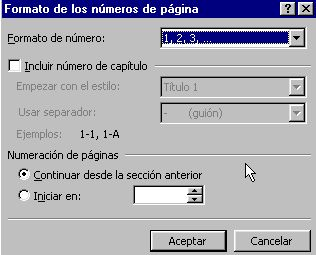 Formato de los números de página
Formato de número: 1, 2, 3, ...
Incluir número de capítulo
Empezar con el estilo: Título 1
Usar separador: - (guión)
Ejemplos: 1-1, 1-A
Numeración de páginas
Continuar desde la sección anterior
Iniciar en:
Aceptar Cancelar